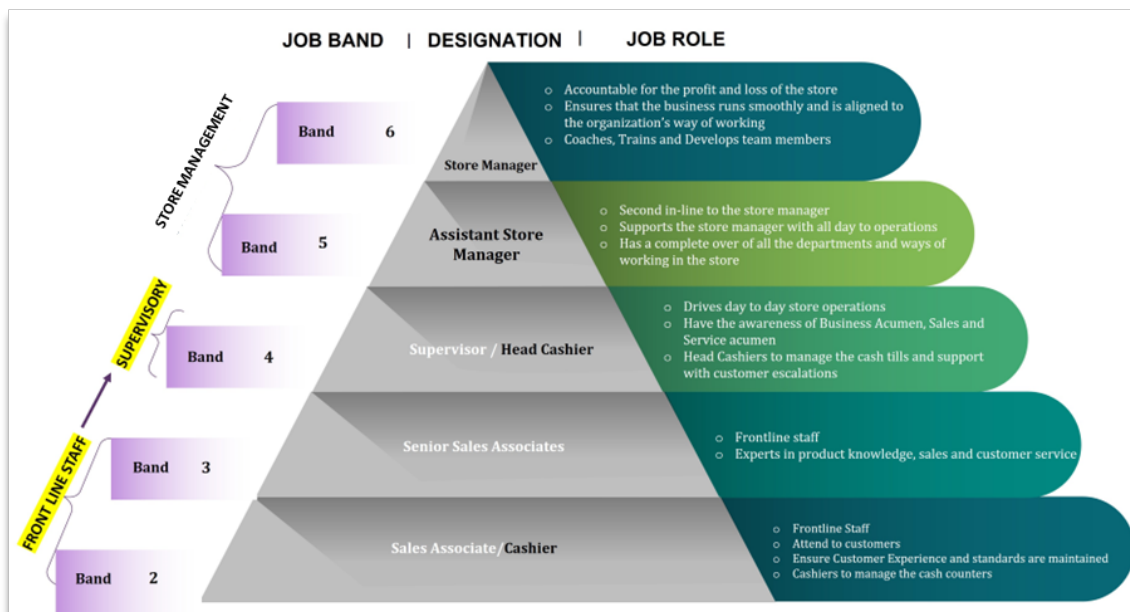 JOB BAND | DESIGNATION | JOB ROLE
STORE MANAGEMENT
Band 6
Store Manager
o Accountable for the profit and loss of the store
o Ensures that the business runs smoothly and is aligned to
the organization's way of working
o Coaches, Trains and Develops team members
Band 5
Assistant Store
Manager
o Second in-line to the store manager
o Supports the store manager with all day to operations
o Has a complete over of all the departments and ways of
working in the store
SUPERVISORY
Band 4
Supervisor / Head Cashier
o Drives day to day store operations
o Have the awareness of Business Acumen, Sales and
Service acumen
o Head Cashiers to manage the cash tills and support
with customer escalations
FRONT LINE STAFF
Band 3
Senior Sales Associates
o Frontline staff
o Experts in product knowledge, sales and customer service
Band 2
Sales Associate/Cashier
o Frontline Staff
o Attend to customers
o Ensure Customer Experience and standards are maintained
o Cashiers to manage the cash counters